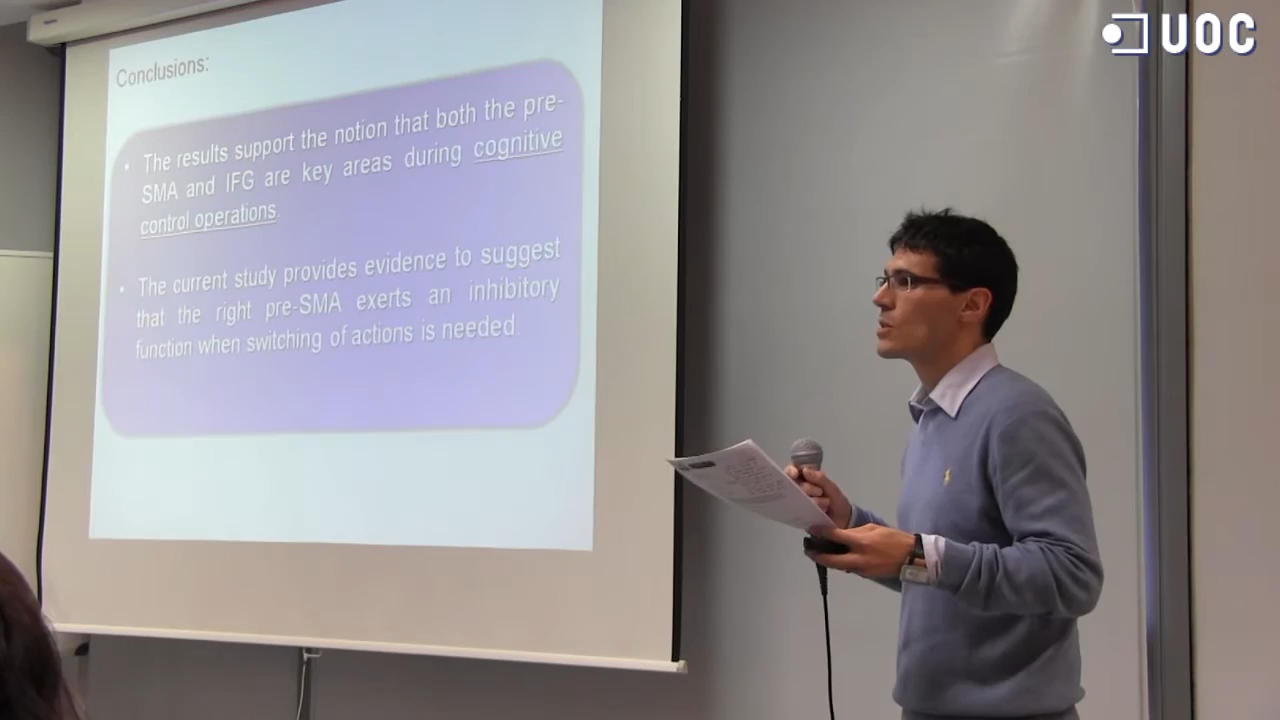 UOC
Conclusions:
• The results support the notion that both the pre-
SMA and IFG are key areas during cognitive
control operations.
• The current study provides evidence to suggest
that the right pre-SMA exerts an inhibitory
function when switching of actions is needed.